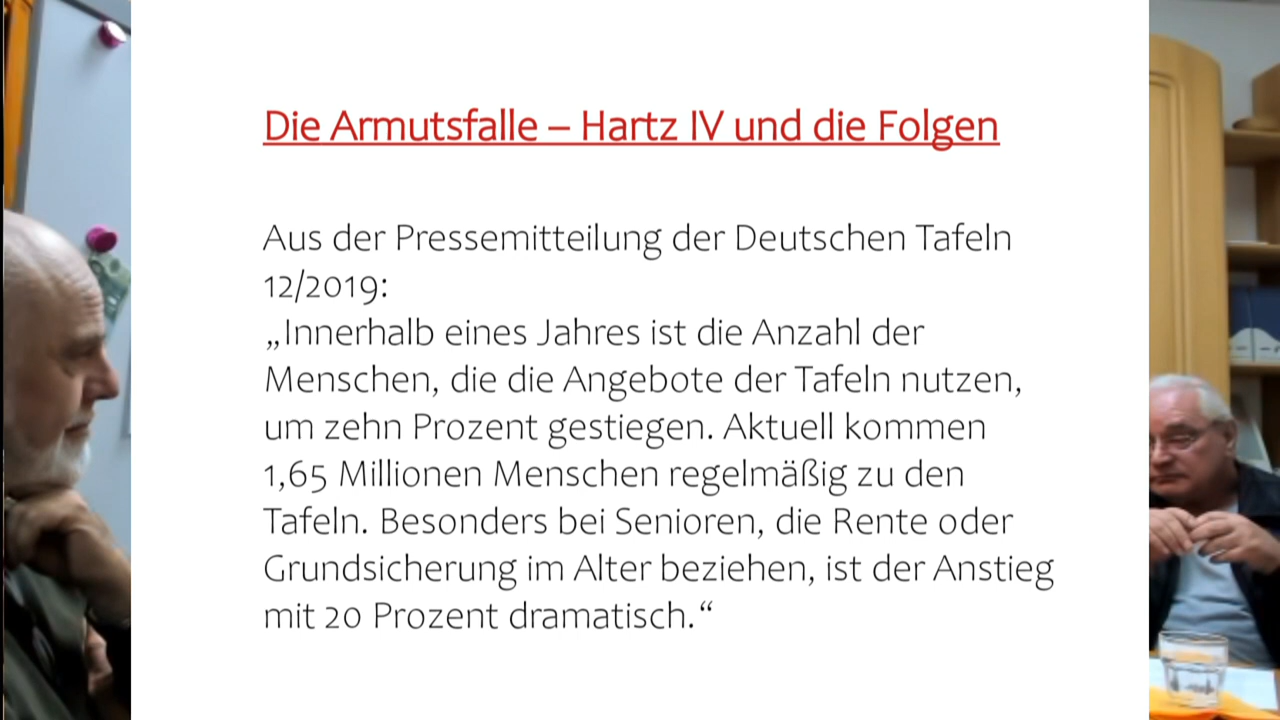 Die Armutsfalle – Hartz IV und die Folgen
Aus der Pressemitteilung der Deutschen Tafeln
12/2019:
„Innerhalb eines Jahres ist die Anzahl der
Menschen, die die Angebote der Tafeln nutzen,
um zehn Prozent gestiegen. Aktuell kommen
1,65 Millionen Menschen regelmäßig zu den
Tafeln. Besonders bei Senioren, die Rente oder
Grundsicherung im Alter beziehen, ist der Anstieg
mit 20 Prozent dramatisch.“